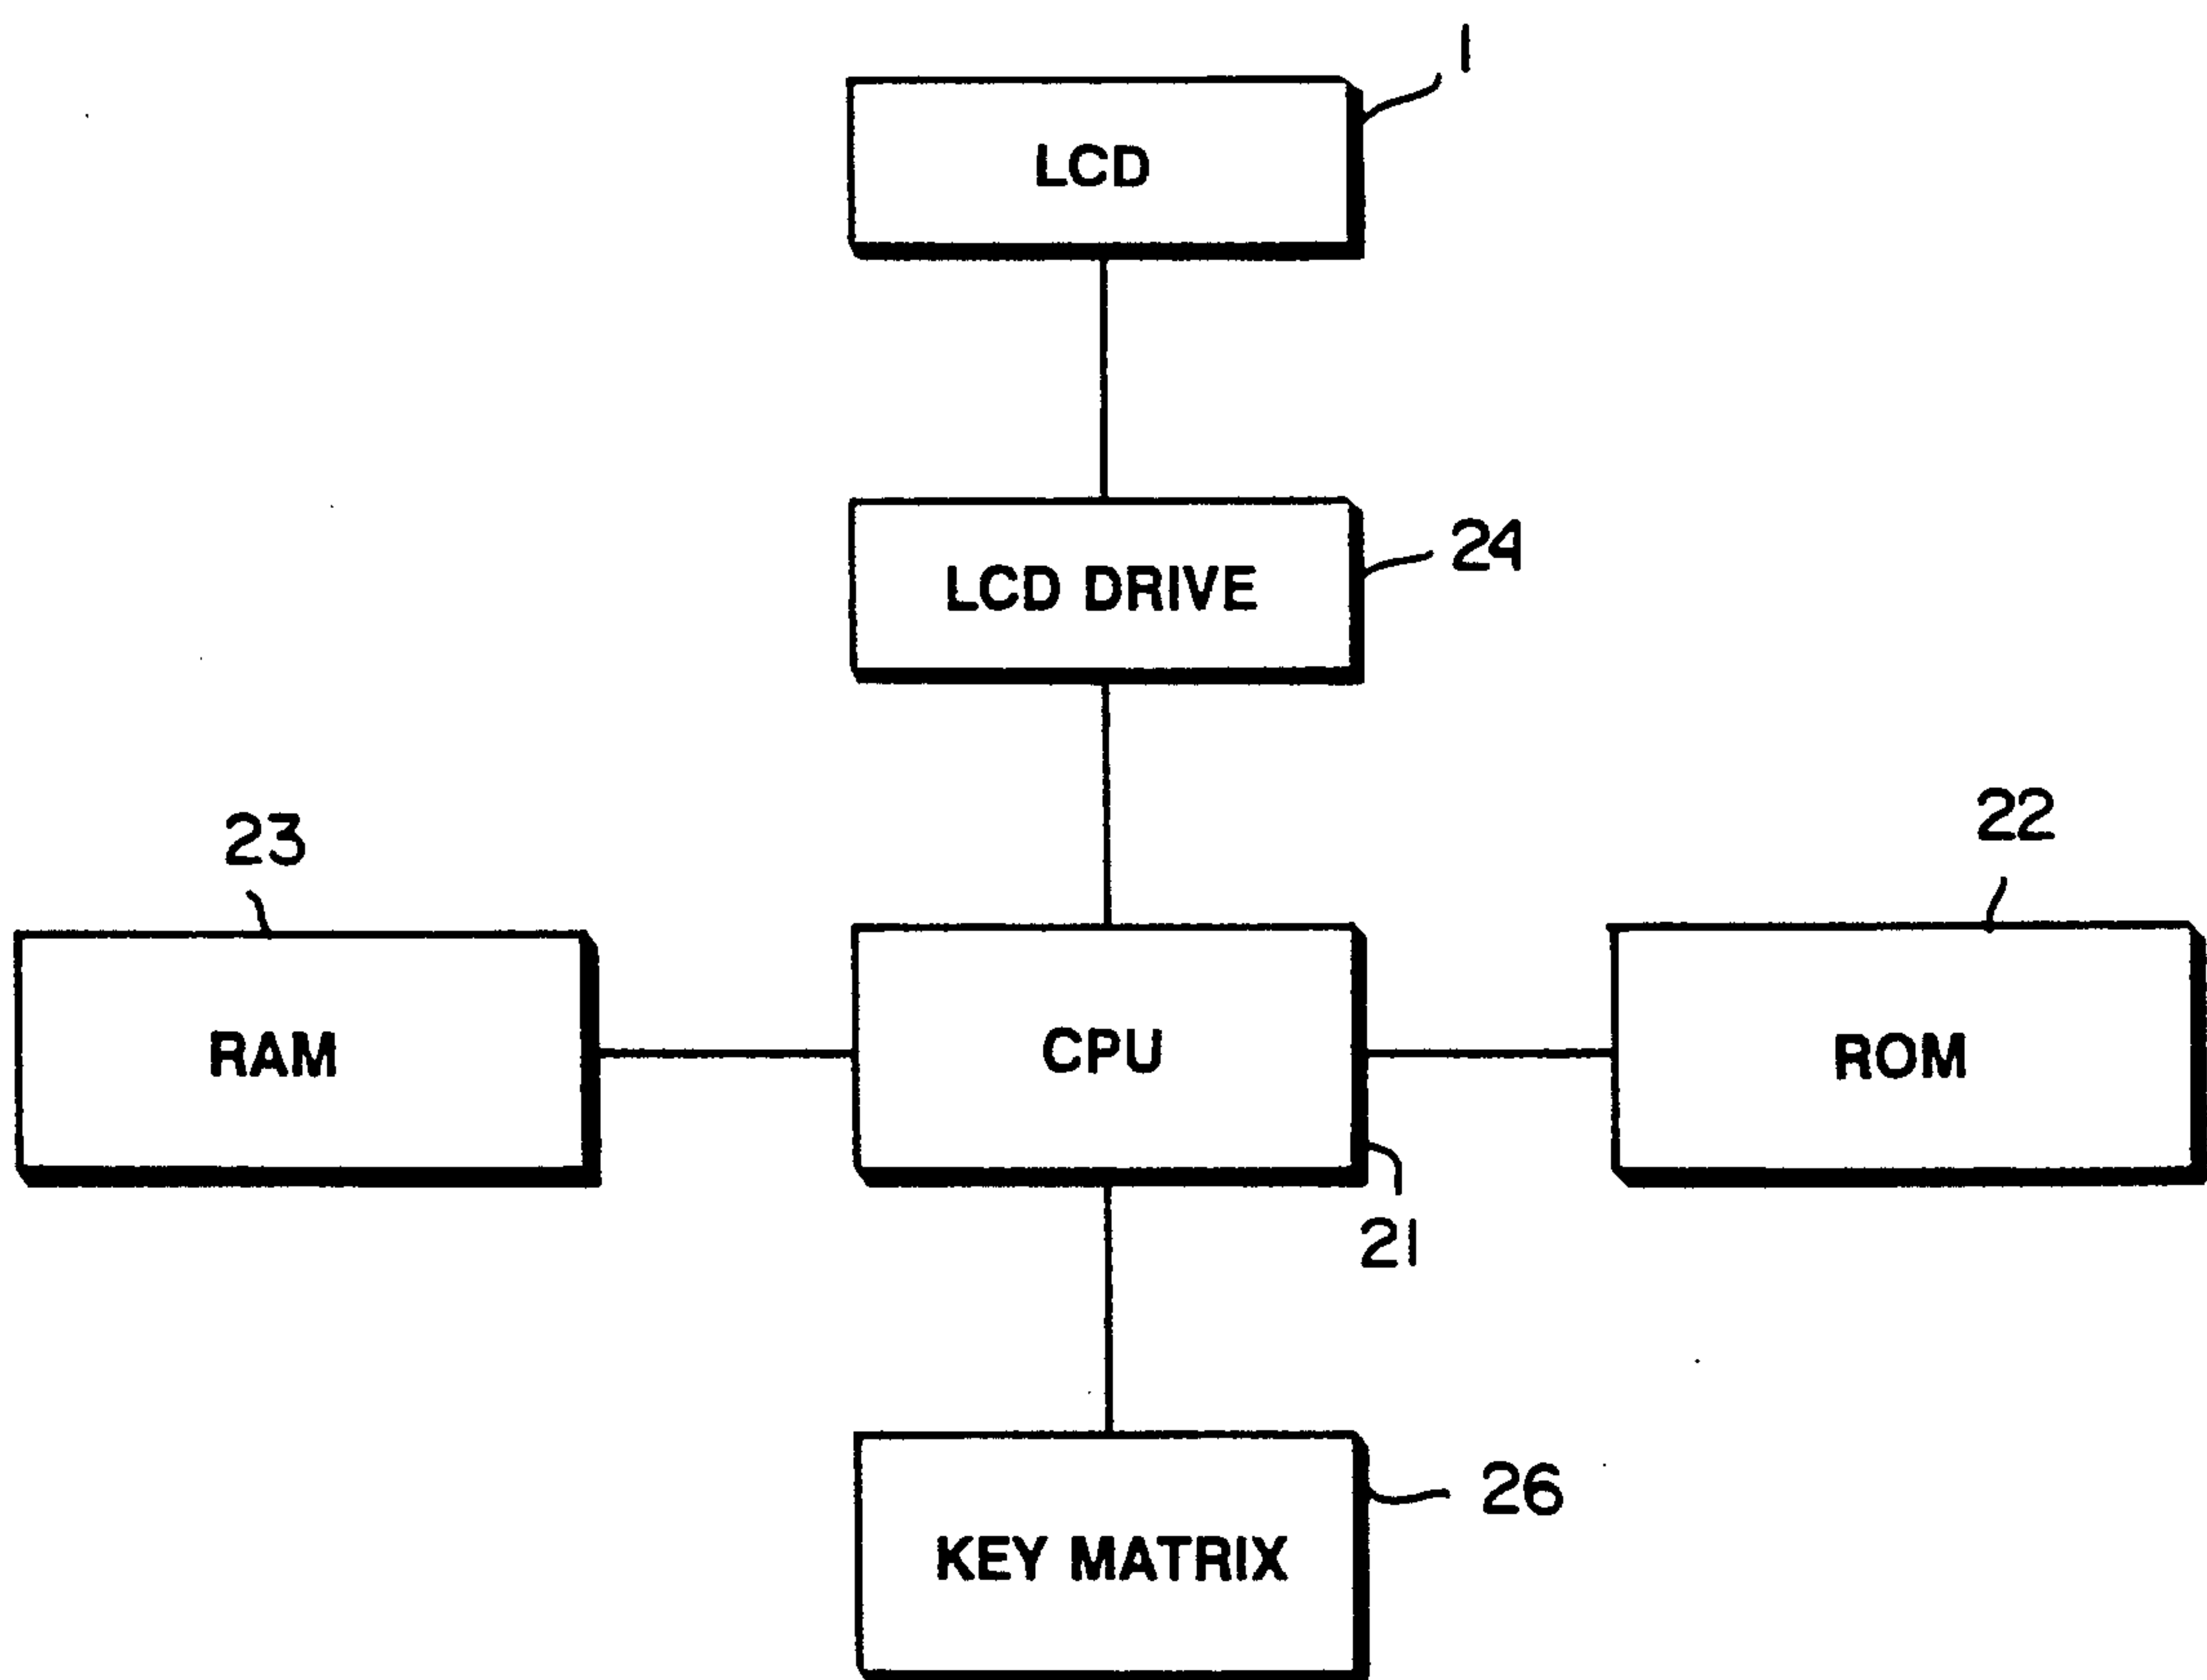 1
LCD
24
LCD DRIVE
23
22
RAM
CPU
ROM
21
26
KEY MATRIX